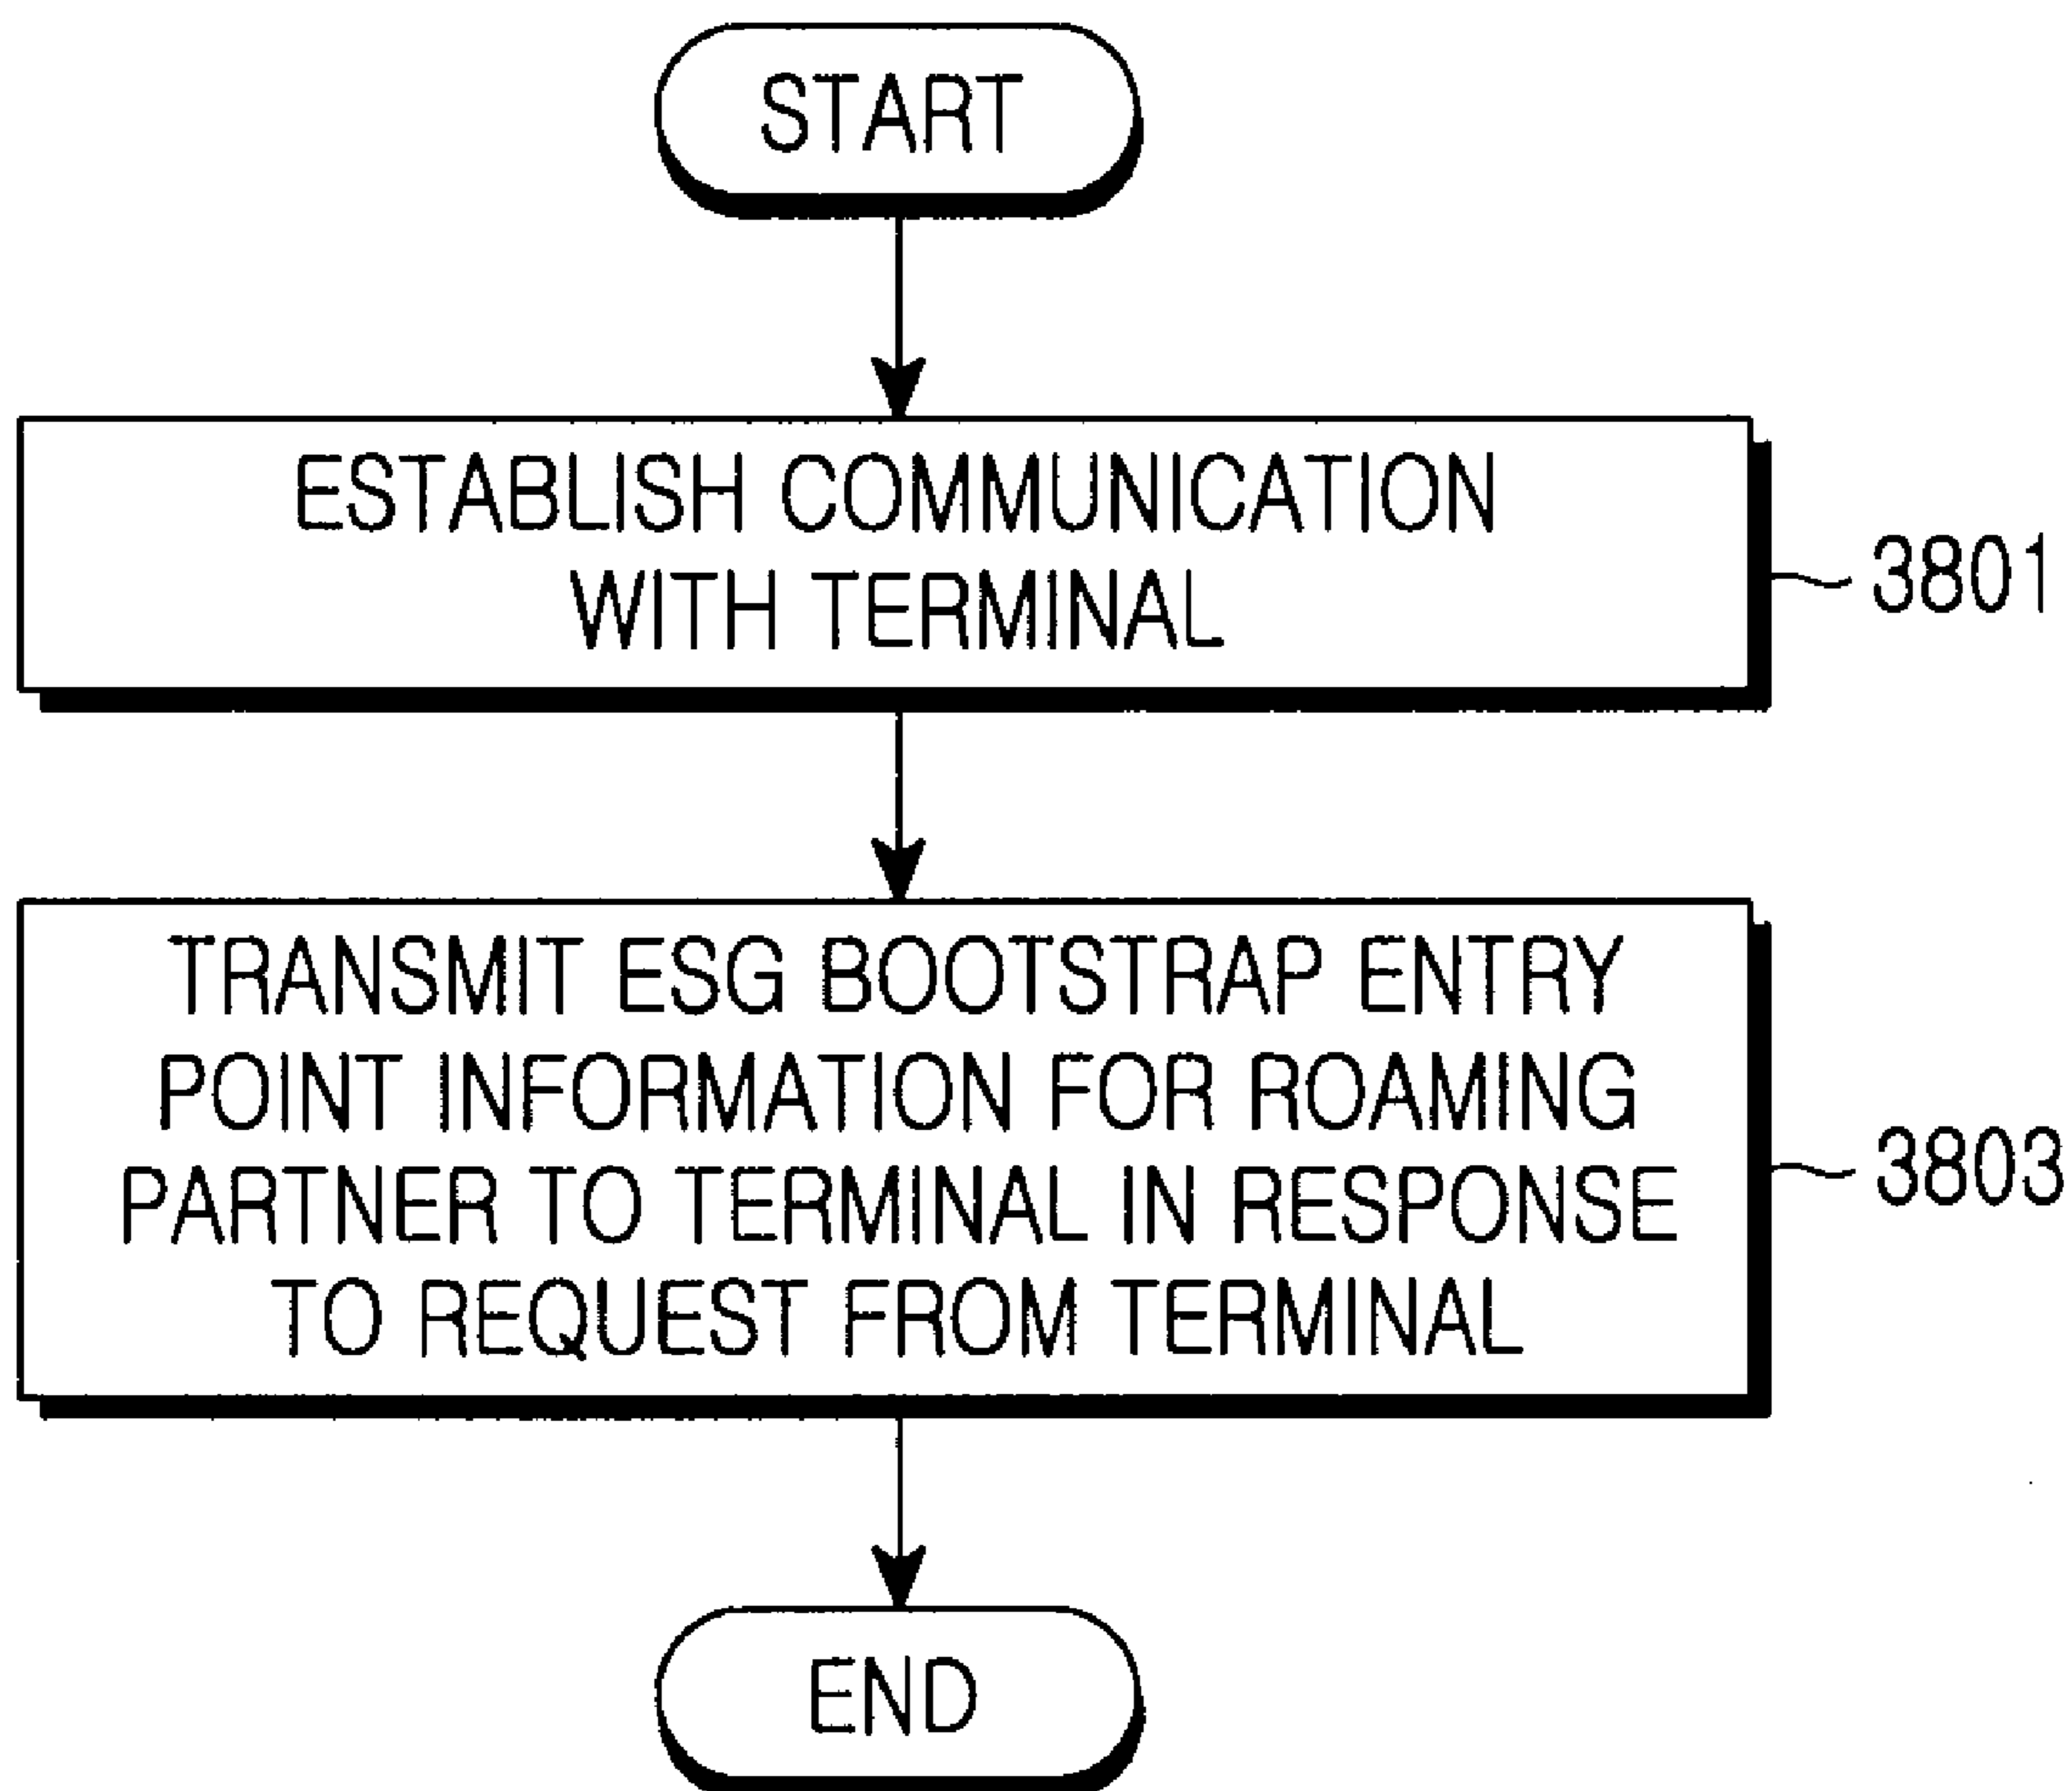 START
ESTABLISH COMMUNICATION
WITH TERMINAL
3801
TRANSMIT ESG BOOTSTRAP ENTRY
POINT INFORMATION FOR ROAMING
PARTNER TO TERMINAL IN RESPONSE
TO REQUEST FROM TERMINAL
3803
END